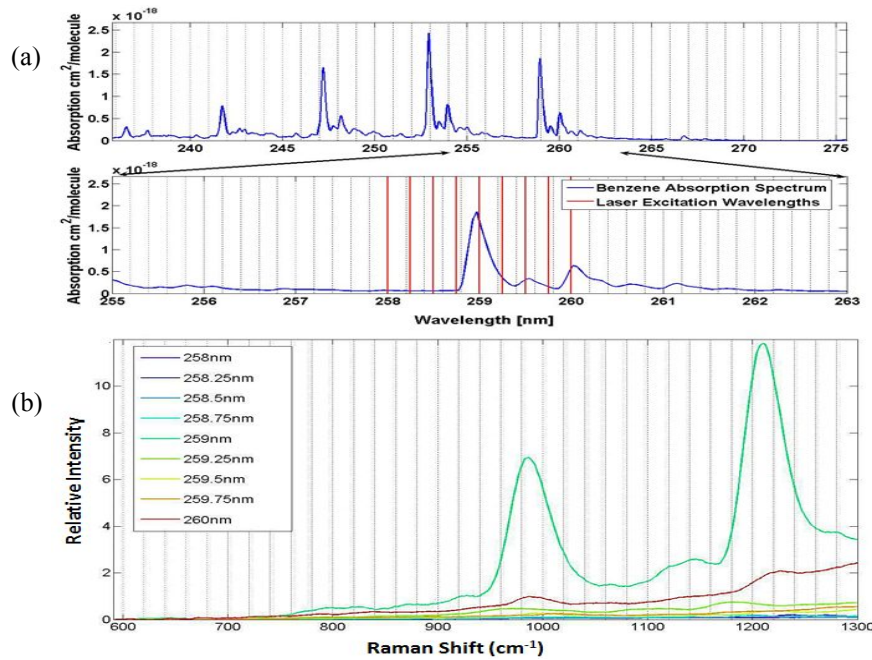 (a)
x 10⁻¹⁸
Absorption cm²/molecule
2.5
2
1.5
1
0.5
0
240
245
250
255
260
265
270
275
x 10⁻¹⁸
Absorption cm²/molecule
2.5
2
1.5
1
0.5
0
Benzene Absorption Spectrum
Laser Excitation Wavelengths
255
256
257
258
259
260
261
262
263
Wavelength [nm]
(b)
Relative Intensity
10
8
6
4
2
0
258nm
258.25nm
258.5nm
258.75nm
259nm
259.25nm
259.5nm
259.75nm
260nm
600
700
800
900
1000
1100
1200
1300
Raman Shift (cm⁻¹)